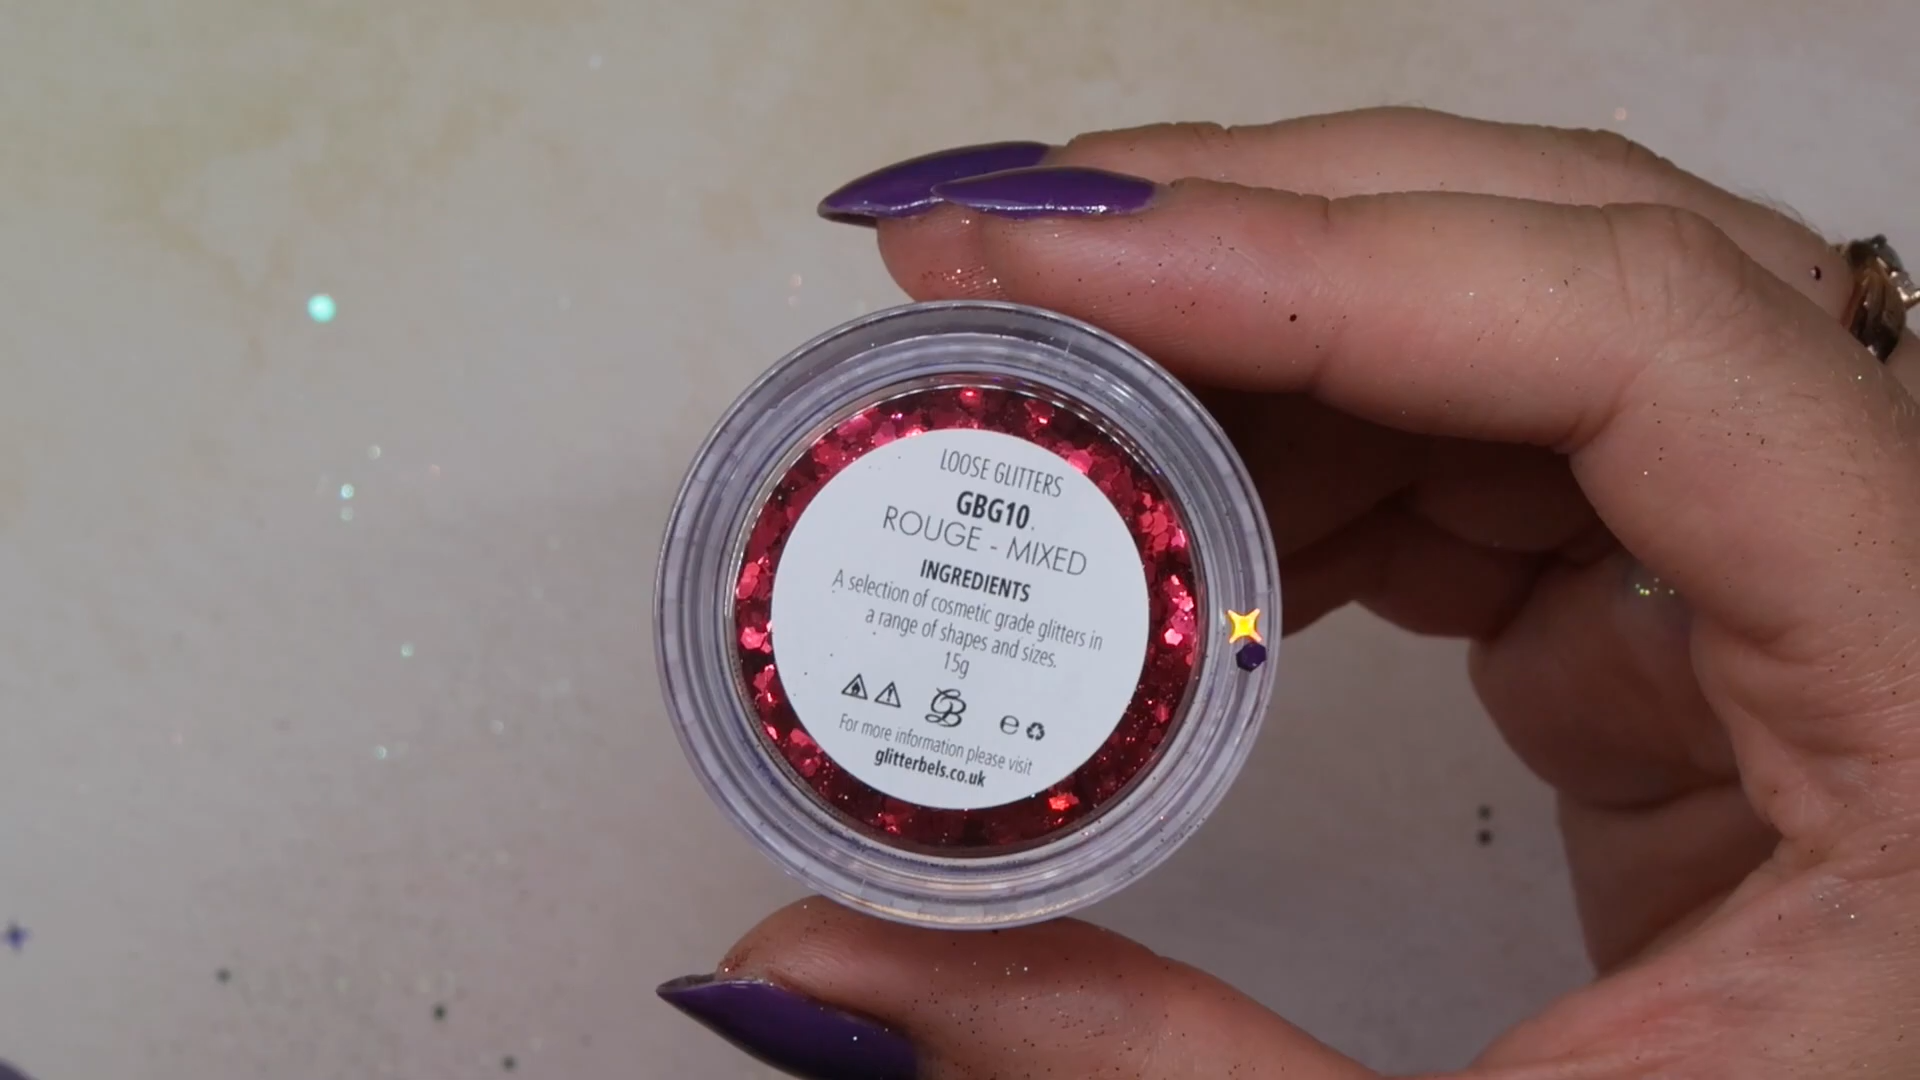 LOOSE GLITTERS
GBG10
ROUGE - MIXED
INGREDIENTS
A selection of cosmetic grade glitters in
a range of shapes and sizes.
15g
GB ℮
For more information please visit
glitterbels.co.uk